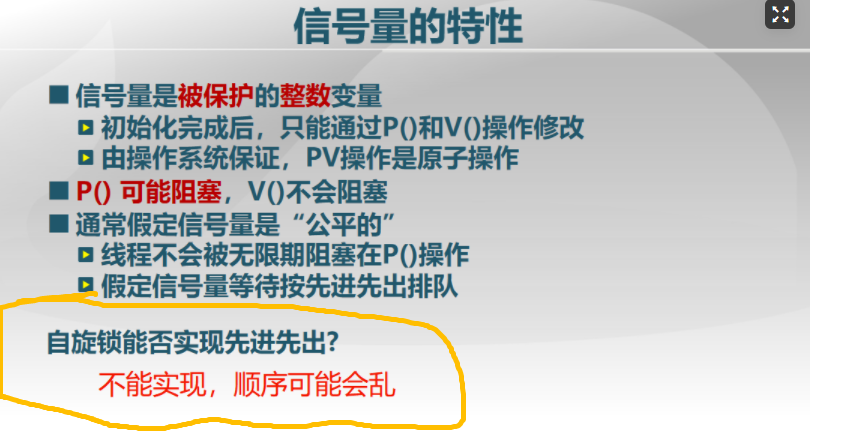 信号量的特性
信号量是被保护的整数变量
初始化完成后，只能通过P()和V()操作修改
由操作系统保证，PV操作是原子操作
P() 可能阻塞，V()不会阻塞
通常假定信号量是“公平的”
线程不会被无限期阻塞在P()操作
假定信号量等待按先进先出排队
自旋锁能否实现先进先出?
不能实现，顺序可能会乱